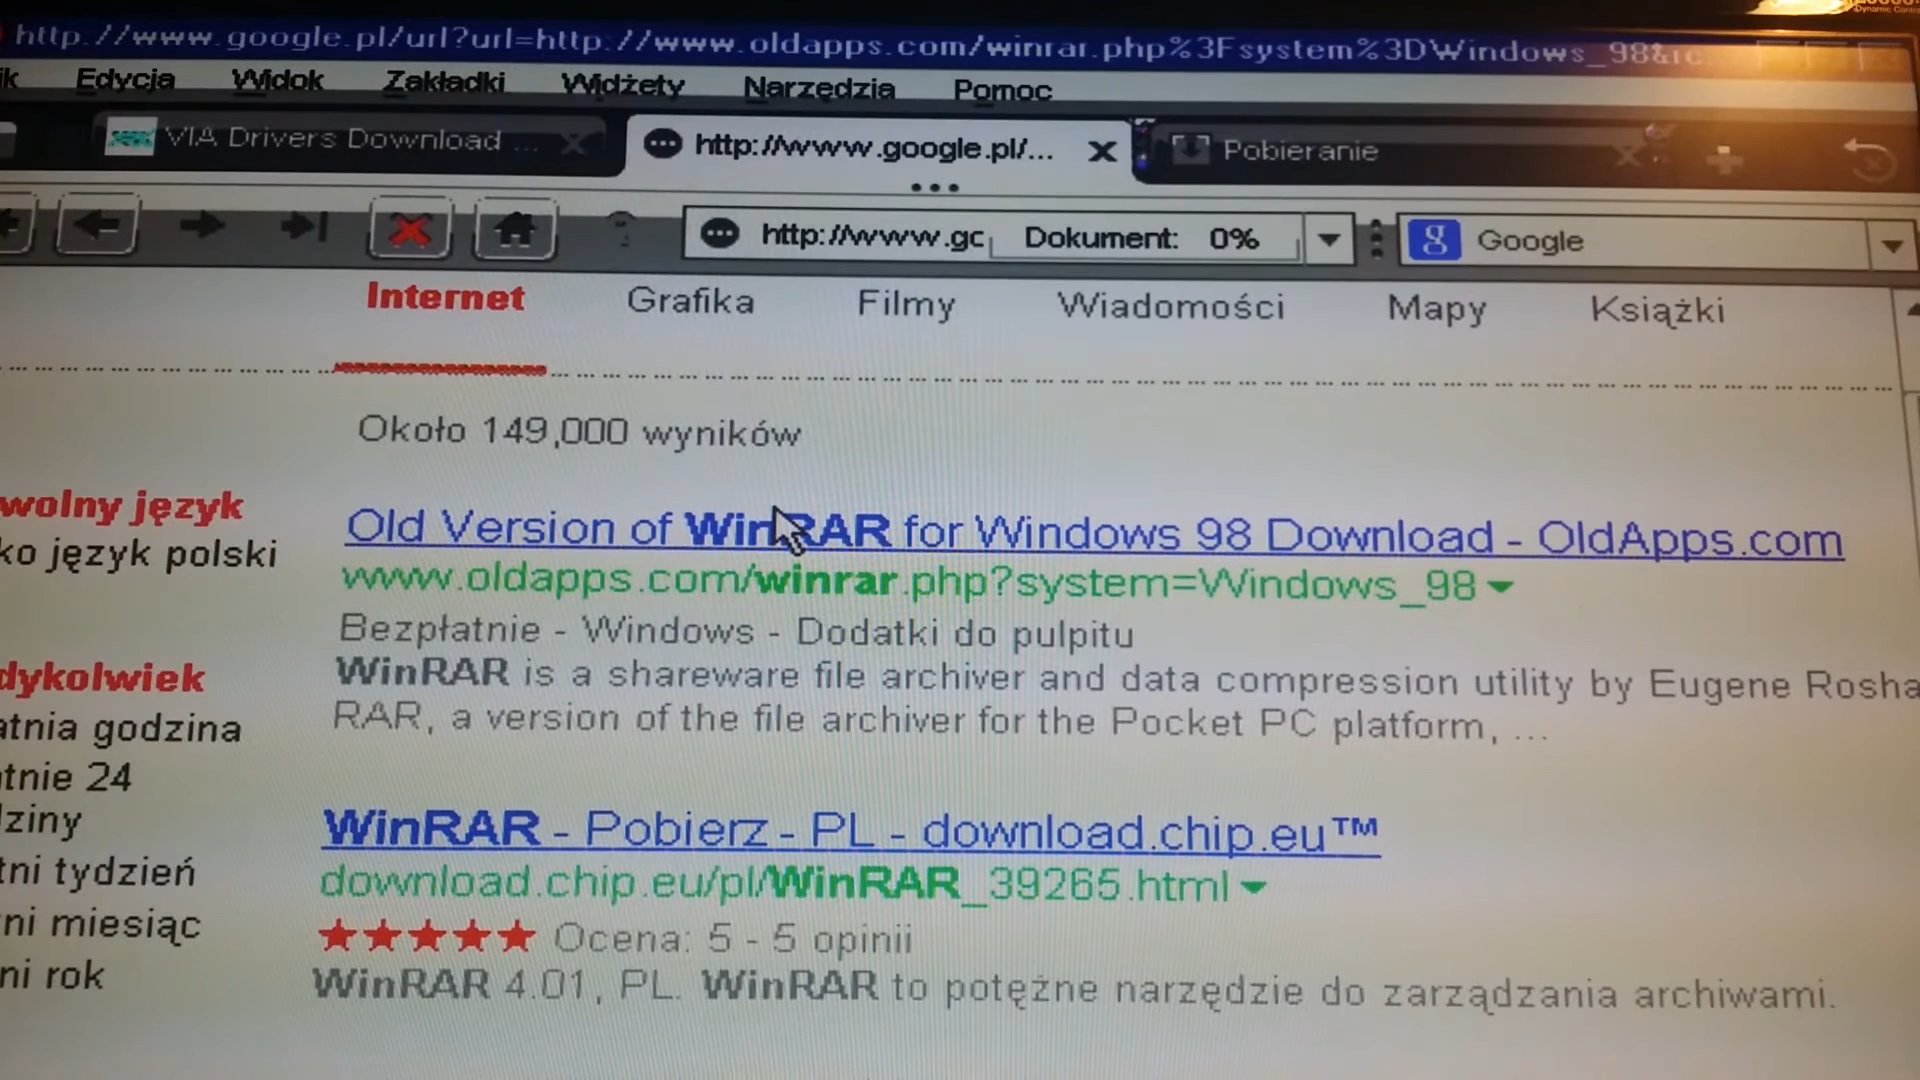 http://www.google.pl/url?url=http://www.oldapps.com/winrar.php%3Fsystem%3DWindows_98&rc...
ik Edycja Widok Zakładki Widżety Narzędzia Pomoc
VIA Drivers Download ... http://www.google.pl/... Pobieranie
http://www.gc Dokument: 0% Google
Internet Grafika Filmy Wiadomości Mapy Książki
Około 149,000 wyników
wolny język
ko język polski
Old Version of WinRAR for Windows 98 Download - OldApps.com
www.oldapps.com/winrar.php?system=Windows_98
Bezpłatnie - Windows - Dodatki do pulpitu
WinRAR is a shareware file archiver and data compression utility by Eugene Rosha
RAR, a version of the file archiver for the Pocket PC platform, ...
dykolwiek
atnia godzina
tnie 24
dziny
tni tydzień
ni miesiąc
ni rok
WinRAR - Pobierz - PL - download.chip.eu™
download.chip.eu/pl/WinRAR_39265.html
Ocena: 5 - 5 opinii
WinRAR 4.01, PL. WinRAR to potężne narzędzie do zarządzania archiwami.